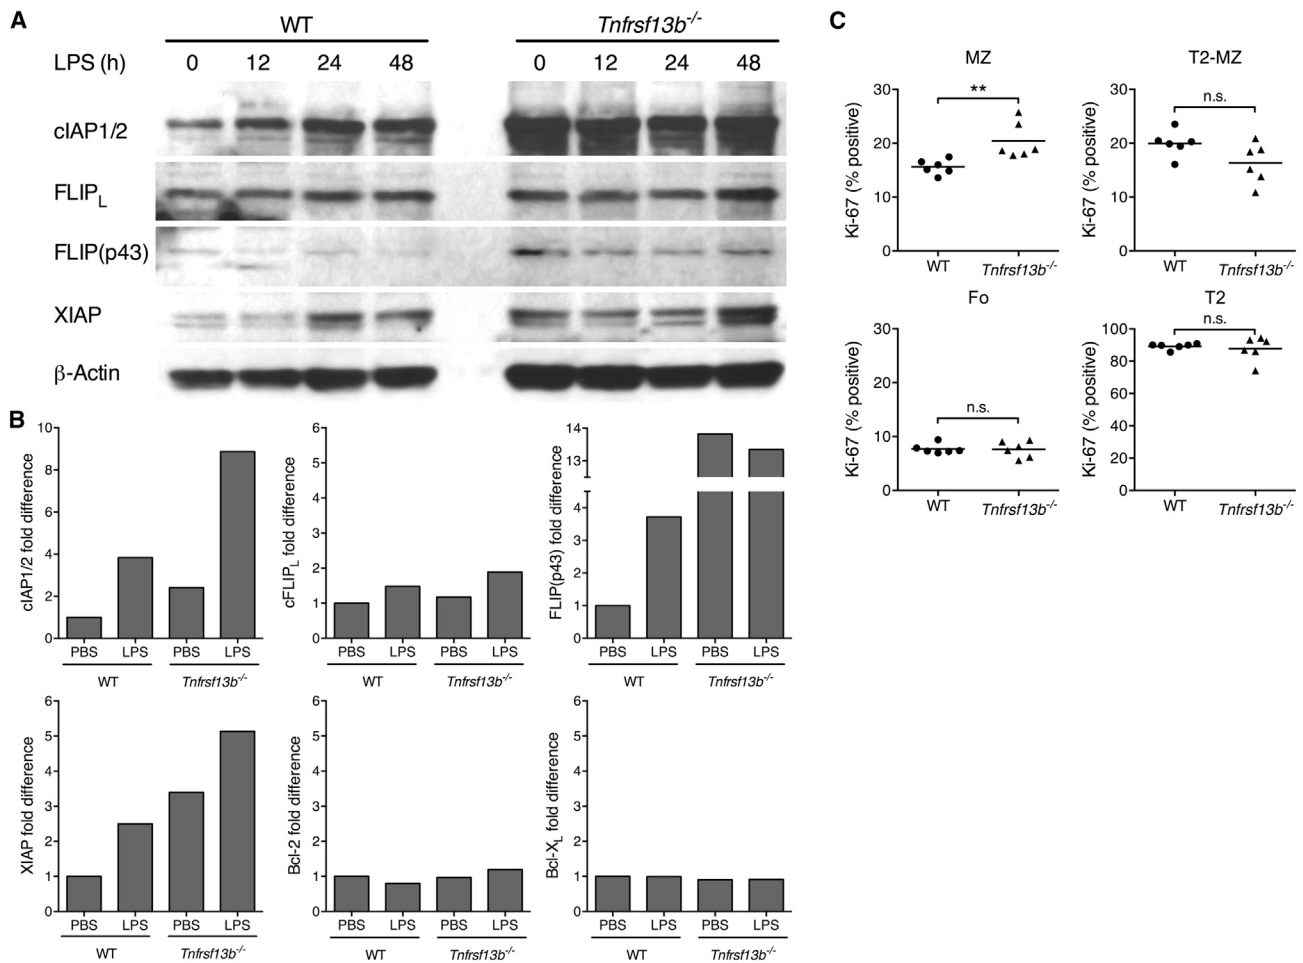 A
WT
Tnfrsf13b-/-
LPS (h)
0 12 24 48
0 12 24 48
cIAP1/2
FLIPL
FLIP(p43)
XIAP
β-Actin
B
cIAP1/2 fold difference
10
8
6
4
2
0
PBS LPS PBS LPS
WT Tnfrsf13b-/-
cFLIPL fold difference
6
5
4
3
2
1
0
PBS LPS PBS LPS
WT Tnfrsf13b-/-
FLIP(p43) fold difference
14
13
4
3
2
1
0
PBS LPS PBS LPS
WT Tnfrsf13b-/-
XIAP fold difference
6
5
4
3
2
1
0
PBS LPS PBS LPS
WT Tnfrsf13b-/-
Bcl-2 fold difference
6
5
4
3
2
1
0
PBS LPS PBS LPS
WT Tnfrsf13b-/-
Bcl-XL fold difference
6
5
4
3
2
1
0
PBS LPS PBS LPS
WT Tnfrsf13b-/-
C
MZ
Ki-67 (% positive)
30
20
10
0
**
WT Tnfrsf13b-/-
T2-MZ
Ki-67 (% positive)
30
20
10
0
n.s.
WT Tnfrsf13b-/-
Fo
Ki-67 (% positive)
30
20
10
0
n.s.
WT Tnfrsf13b-/-
T2
Ki-67 (% positive)
100
80
60
40
20
0
n.s.
WT Tnfrsf13b-/-